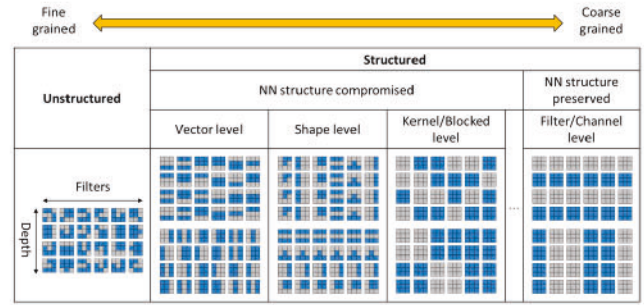 Fine
grained
Coarse
grained
Structured
Unstructured
NN structure compromised
NN structure
preserved
Vector level
Shape level
Kernel/Blocked
level
Filter/Channel
level
Filters
Depth
...